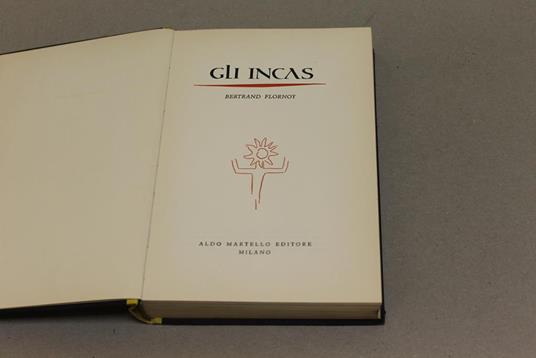 GLI INCAS
BERTRAND FLORNOY
ALDO MARTELLO EDITORE
MILANO